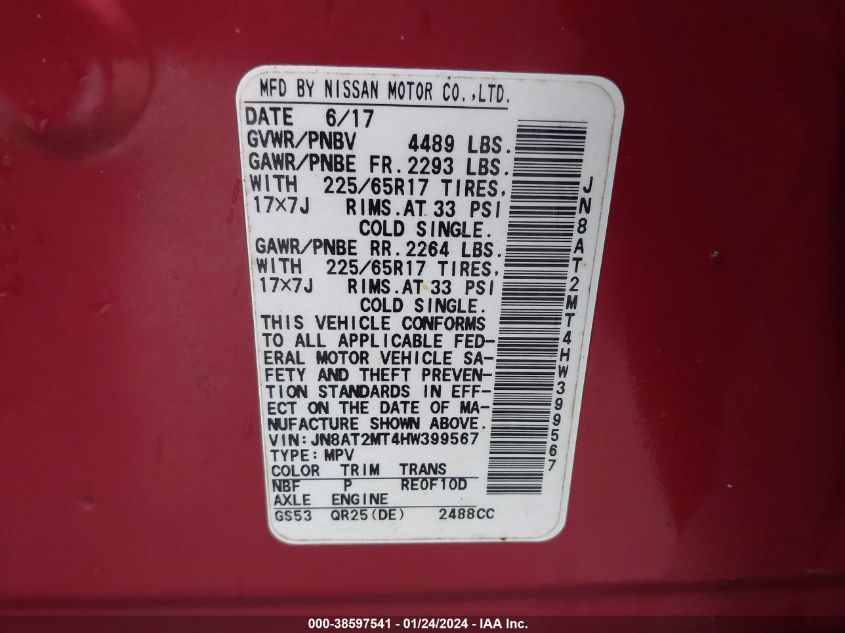 MFD BY NISSAN MOTOR CO.,LTD.
DATE 6/17
GVWR/PNBV 4489 LBS.
GAWR/PNBE FR.2293 LBS.
WITH 225/65R17 TIRES,
17×7J RIMS.AT 33 PSI
COLD SINGLE.
GAWR/PNBE RR.2264 LBS.
WITH 225/65R17 TIRES,
17×7J RIMS.AT 33 PSI
COLD SINGLE.
THIS VEHICLE CONFORMS
TO ALL APPLICABLE FED-
ERAL MOTOR VEHICLE SA-
FETY AND THEFT PREVEN-
TION STANDARDS IN EFF-
ECT ON THE DATE OF MA-
NUFACTURE SHOWN ABOVE.
VIN:JN8AT2MT4HW399567
TYPE:MPV
COLOR TRIM TRANS
NBF P RE0F10D
AXLE ENGINE
GS53 QR25(DE) 2488CC
JN8AT2MT4HW399567
000-38597541 - 01/24/2024 - IAA Inc.